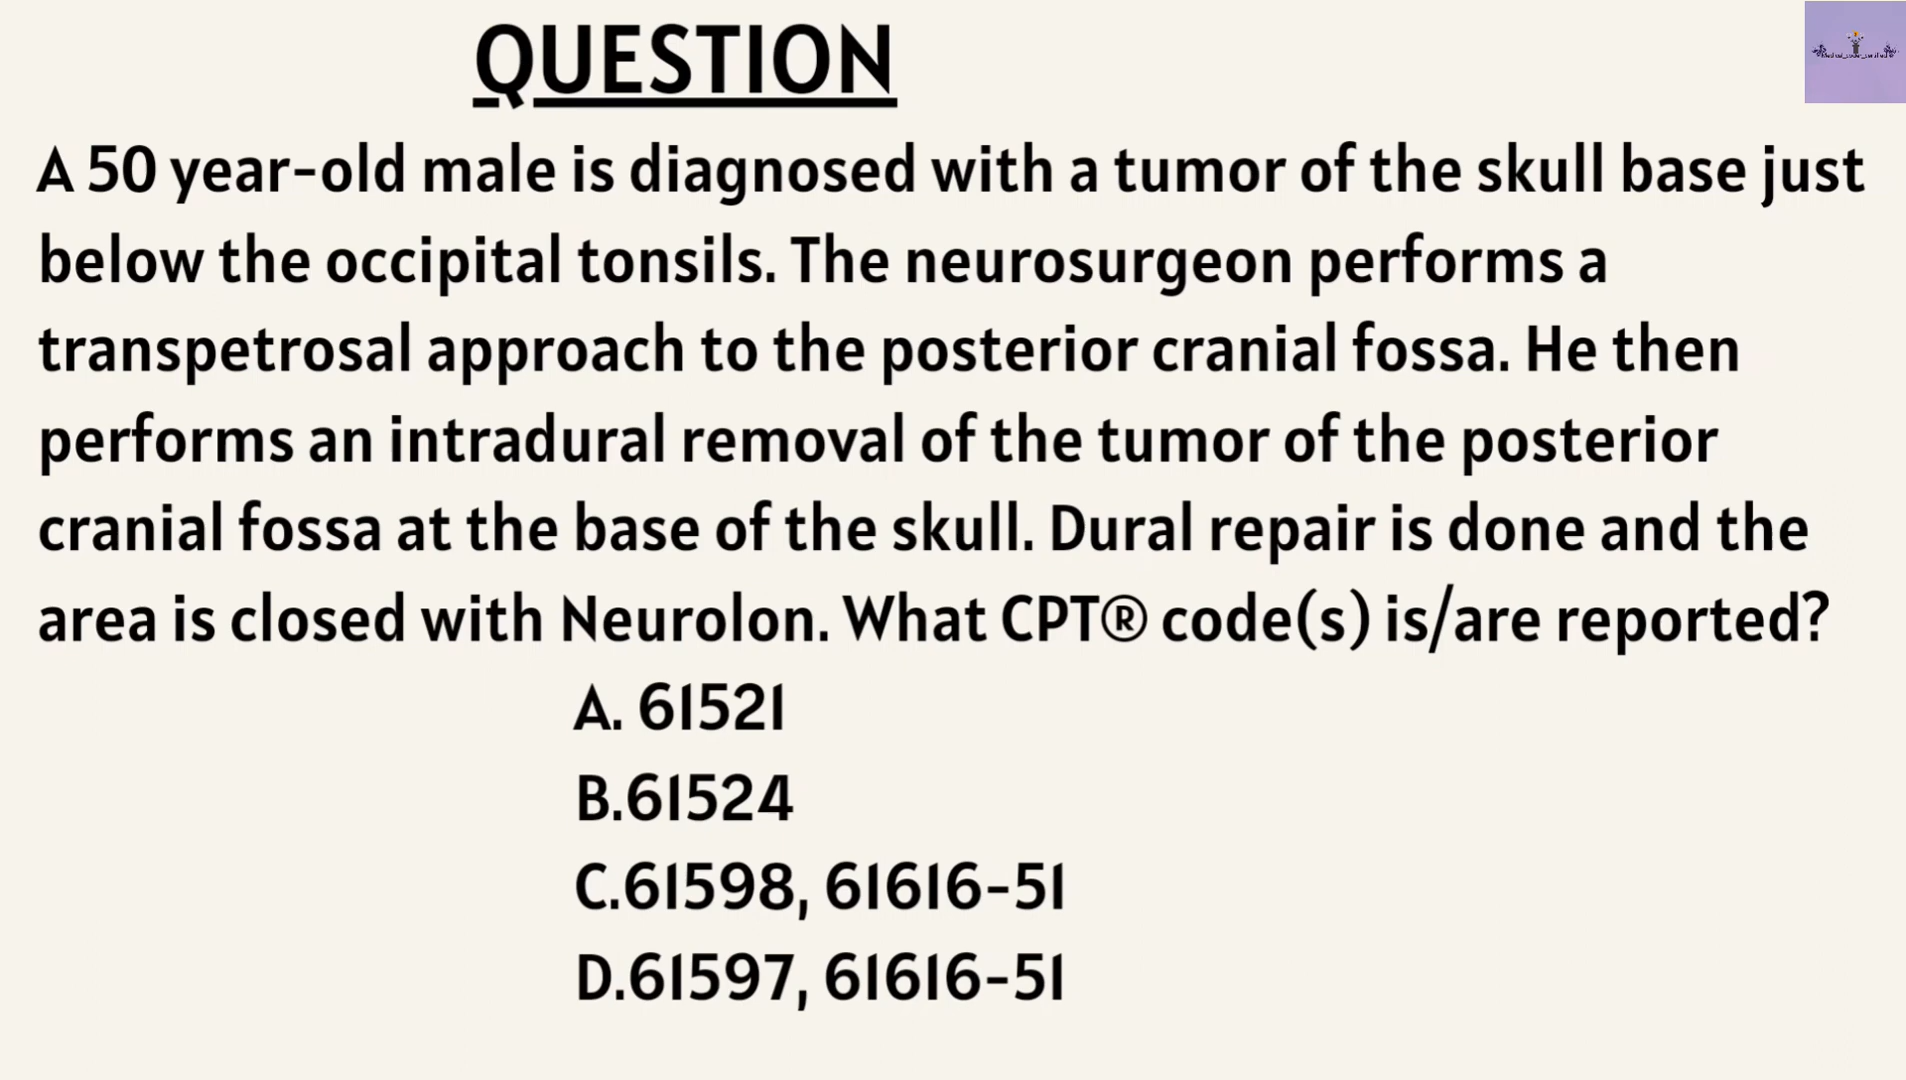 QUESTION
A 50 year-old male is diagnosed with a tumor of the skull base just
below the occipital tonsils. The neurosurgeon performs a
transpetrosal approach to the posterior cranial fossa. He then
performs an intradural removal of the tumor of the posterior
cranial fossa at the base of the skull. Dural repair is done and the
area is closed with Neurolon. What CPT® code(s) is/are reported?
A. 61521
B.61524
C.61598, 61616-51
D.61597, 61616-51